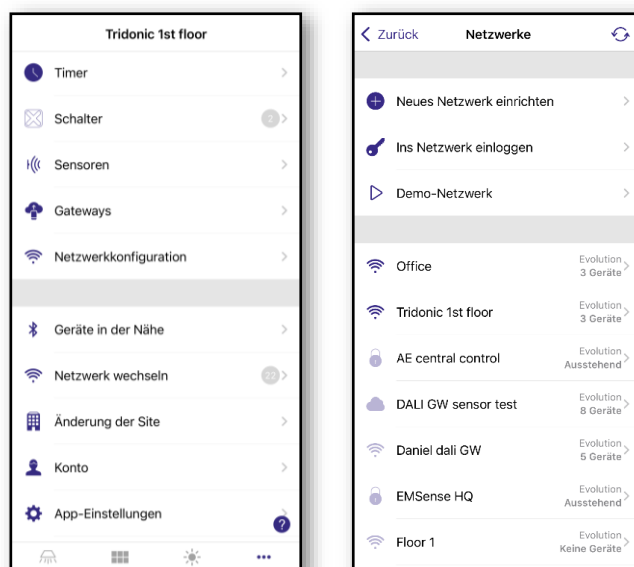 Tridonic 1st floor
Timer
Schalter 2
Sensoren
Gateways
Netzwerkkonfiguration
Geräte in der Nähe
Netzwerk wechseln 22
Änderung der Site
Konto
App-Einstellungen
?
Zurück Netzwerke
Neues Netzwerk einrichten
Ins Netzwerk einloggen
Demo-Netzwerk
Office Evolution
3 Geräte
Tridonic 1st floor Evolution
3 Geräte
AE central control Evolution
Ausstehend
DALI GW sensor test Evolution
8 Geräte
Daniel dali GW Evolution
5 Geräte
EMSense HQ Evolution
Ausstehend
Floor 1 Evolution
Keine Geräte